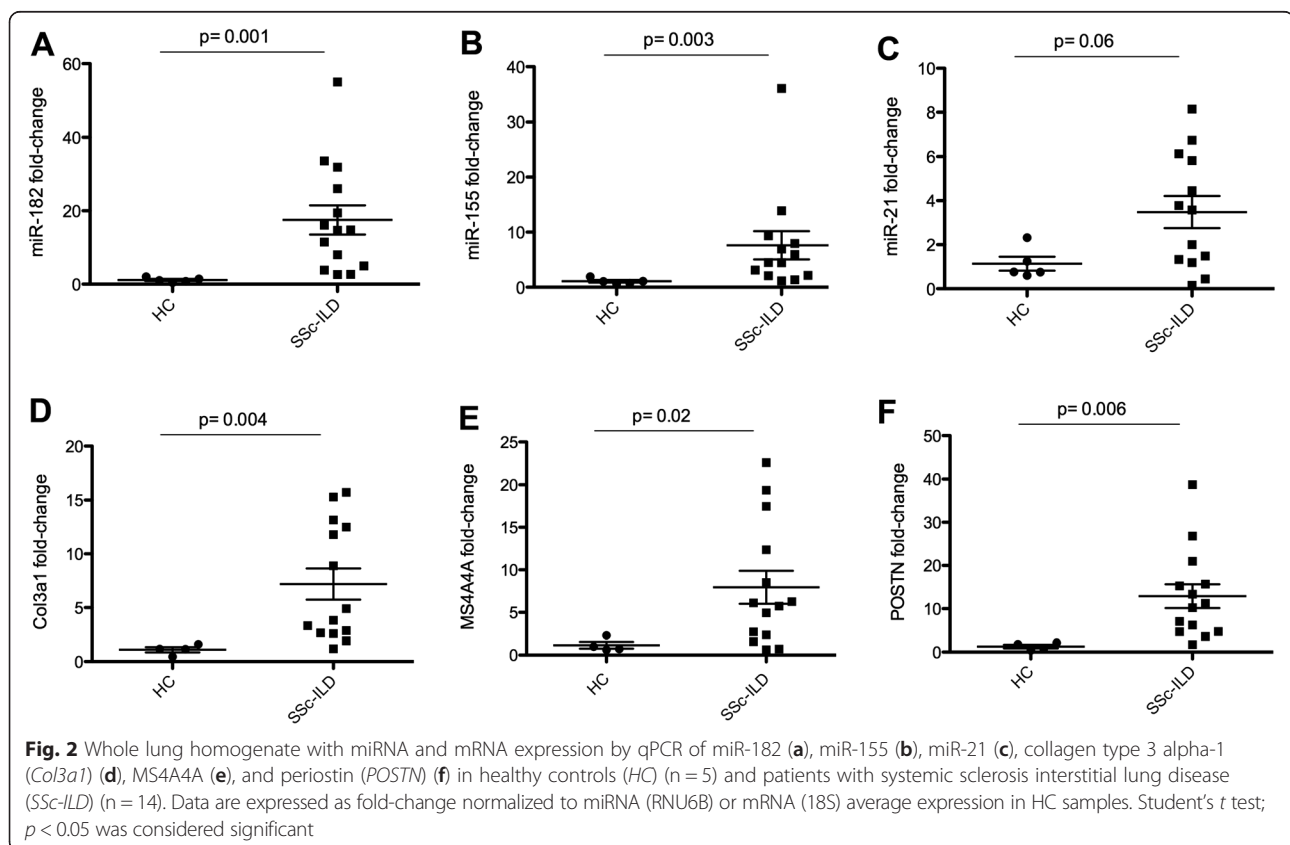 A
p= 0.001
miR-182 fold-change
60
40
20
0
HC
SSc-ILD
B
p= 0.003
miR-155 fold-change
40
30
20
10
0
HC
SSc-ILD
C
p= 0.06
miR-21 fold-change
10
8
6
4
2
0
HC
SSc-ILD
D
p= 0.004
Col3a1 fold-change
20
15
10
5
0
HC
SSc-ILD
E
p= 0.02
MS4A4A fold-change
25
20
15
10
5
0
HC
SSc-ILD
F
p= 0.006
POSTN fold-change
50
40
30
20
10
0
HC
SSc-ILD
Fig. 2 Whole lung homogenate with miRNA and mRNA expression by qPCR of miR-182 (a), miR-155 (b), miR-21 (c), collagen type 3 alpha-1
(Col3a1) (d), MS4A4A (e), and periostin (POSTN) (f) in healthy controls (HC) (n = 5) and patients with systemic sclerosis interstitial lung disease
(SSc-ILD) (n = 14). Data are expressed as fold-change normalized to miRNA (RNU6B) or mRNA (18S) average expression in HC samples. Student's t test;
p < 0.05 was considered significant